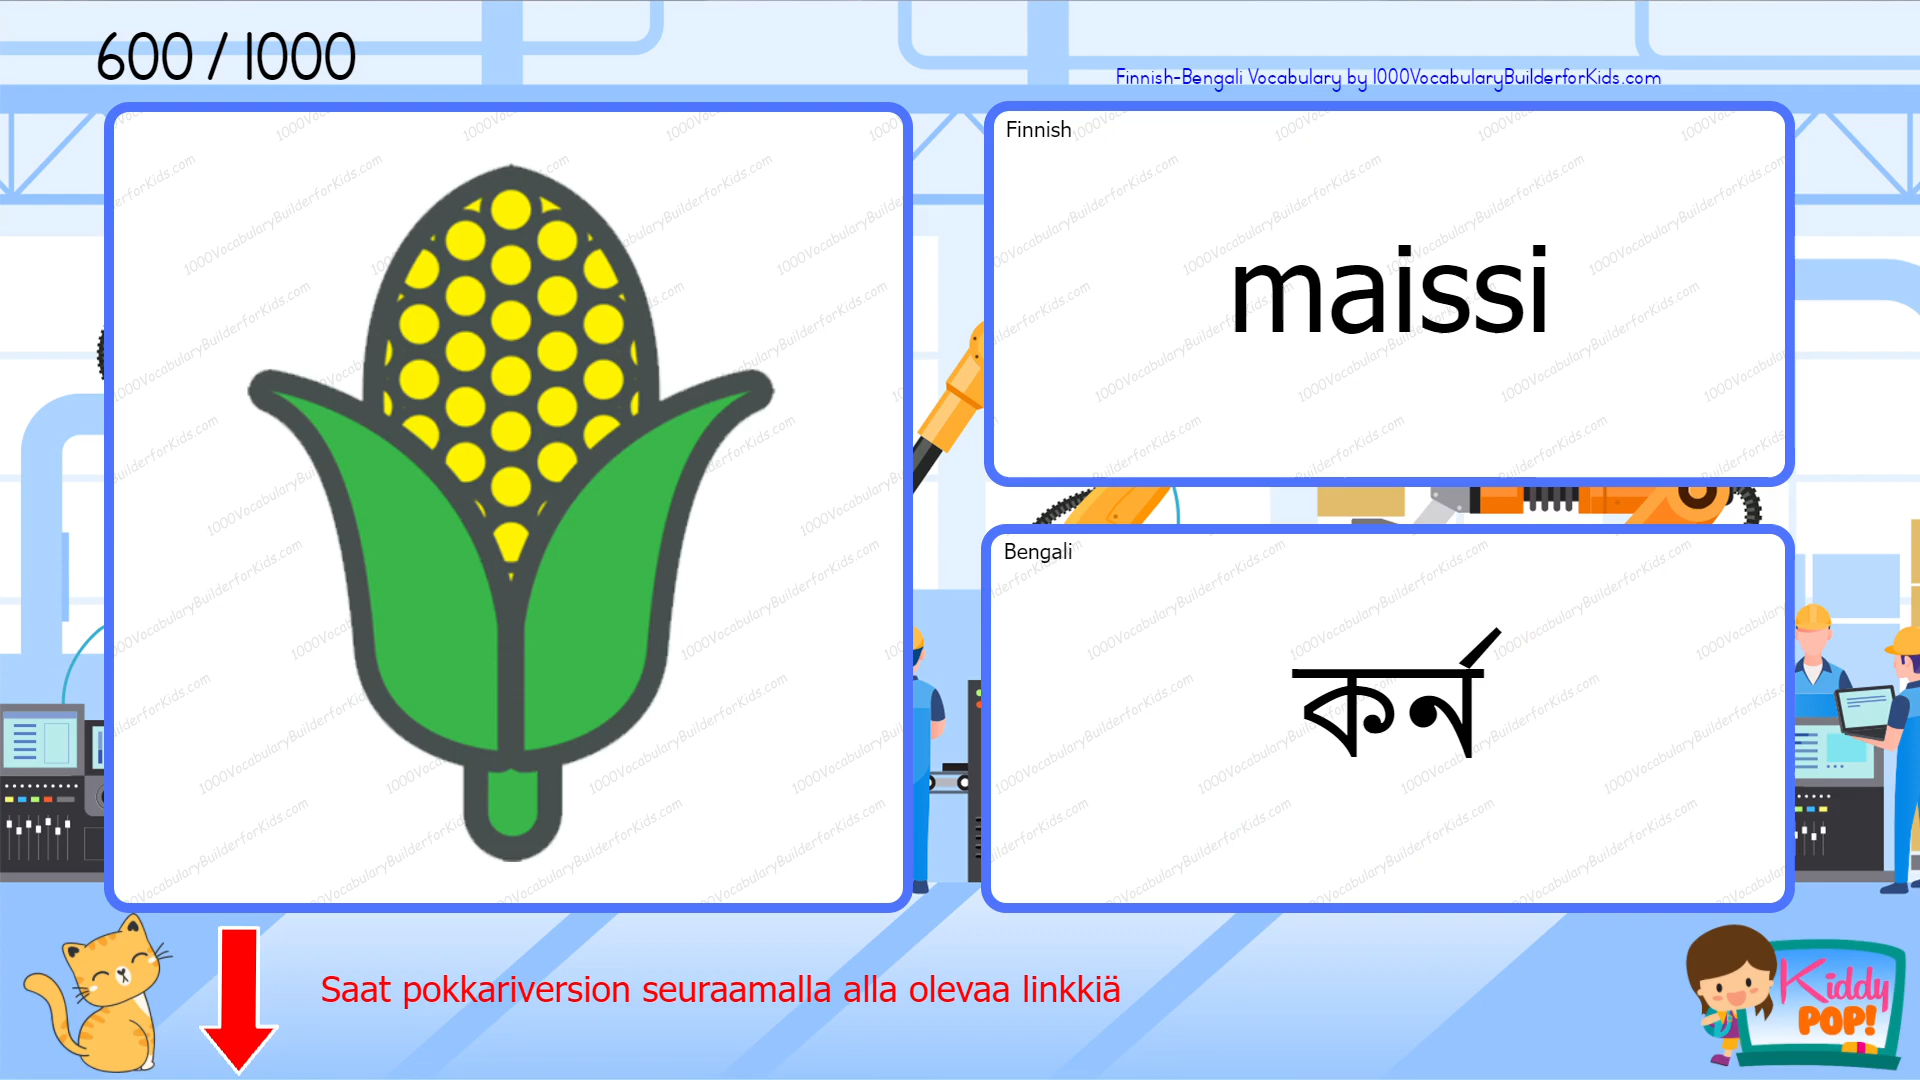 600 / 1000
Finnish-Bengali Vocabulary by 1000VocabularyBuilderforKids.com
Finnish
maissi
Bengali
কর্ন
Saat pokkariversion seuraamalla alla olevaa linkkiä
Kiddy
POP!